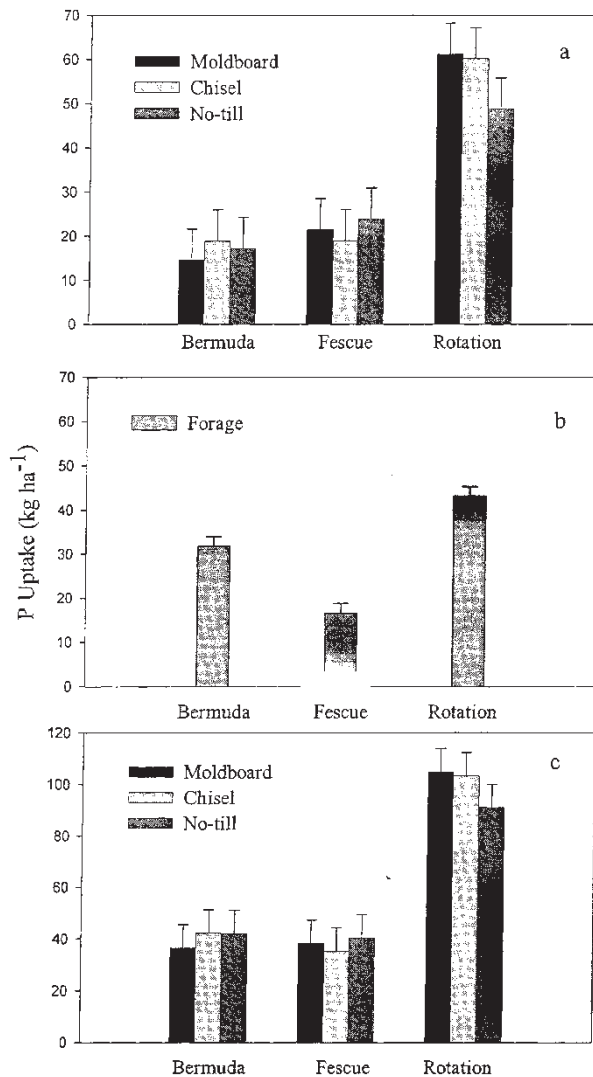 70
60
50
40
30
20
10
0
Moldboard
Chisel
No-till
a
Bermuda Fescue Rotation
P Uptake (kg ha⁻¹)
70
60
50
40
30
20
10
0
Forage
b
Bermuda Fescue Rotation
120
100
80
60
40
20
0
Moldboard
Chisel
No-till
c
Bermuda Fescue Rotation